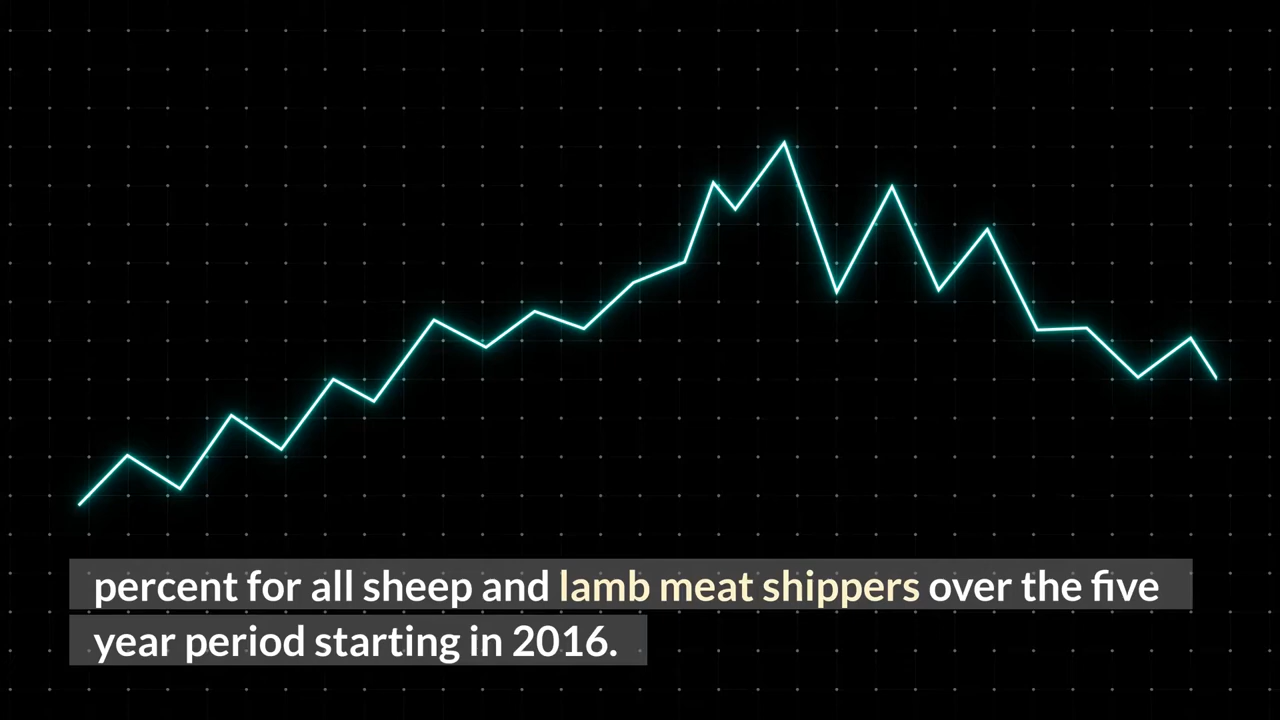 percent for all sheep and lamb meat shippers over the five
year period starting in 2016.